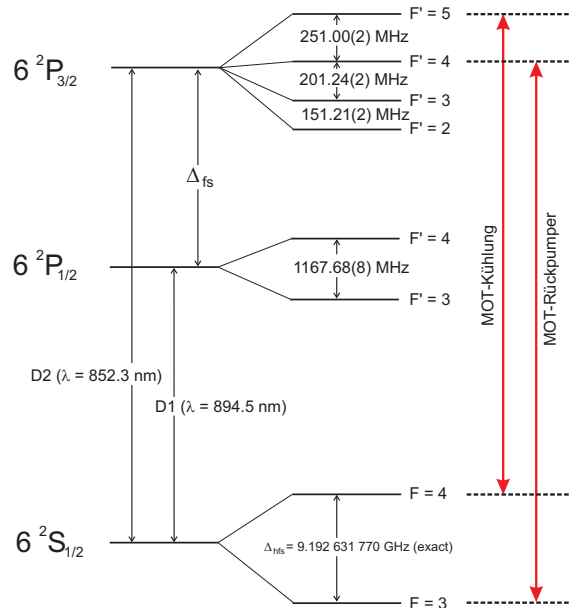 F' = 5
251.00(2) MHz
6 ²P₃/₂
F' = 4
201.24(2) MHz
F' = 3
151.21(2) MHz
F' = 2
Δfs
F' = 4
6 ²P₁/₂
1167.68(8) MHz
F' = 3
MOT-Kühlung
MOT-Rückpumper
D2 (λ = 852.3 nm)
D1 (λ = 894.5 nm)
F = 4
6 ²S₁/₂
Δhfs = 9.192 631 770 GHz (exact)
F = 3